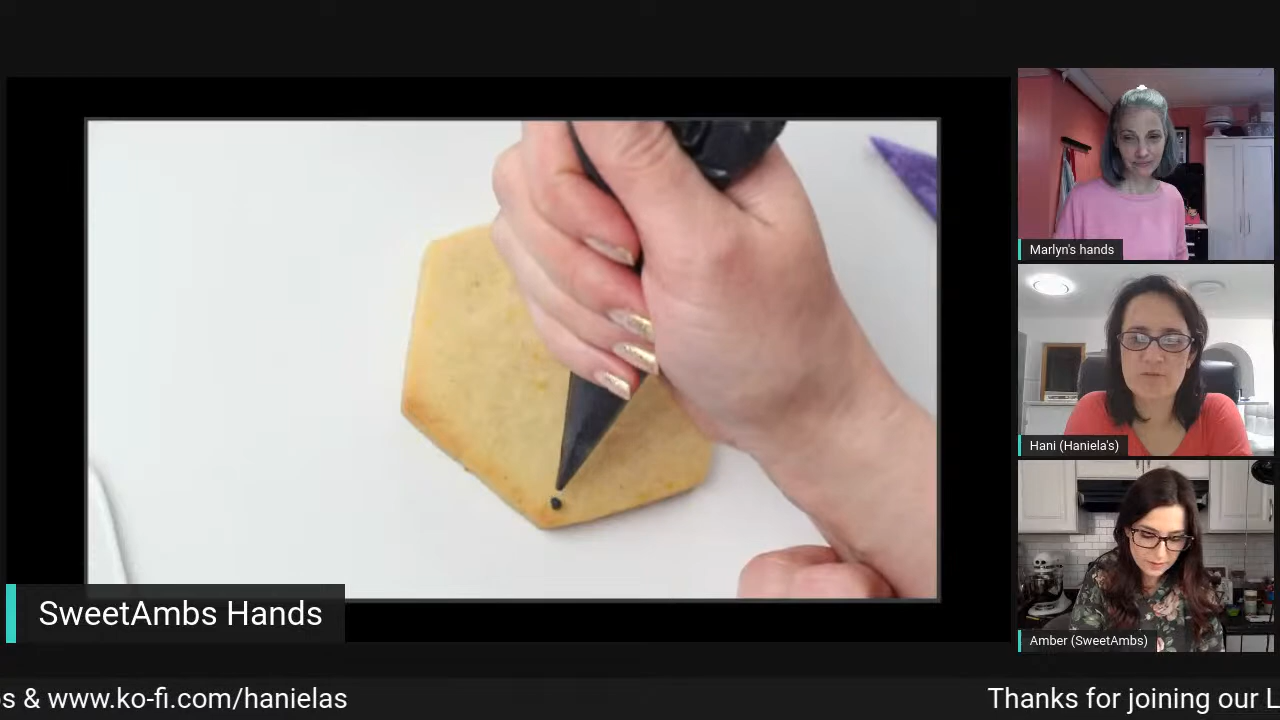 Marlyn's hands
Hani (Haniela's)
SweetAmbs Hands
Amber (SweetAmbs)
s & www.ko-fi.com/hanielas
Thanks for joining our L